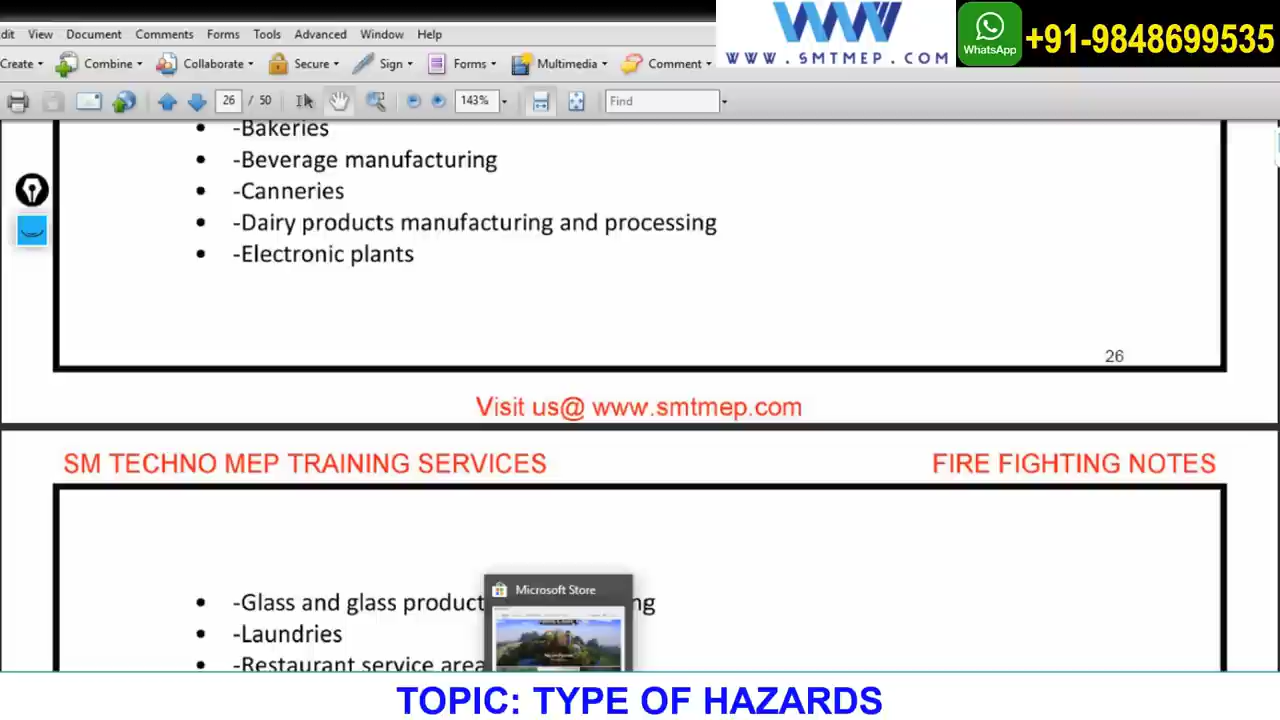 dit View Document Comments Forms Tools Advanced Window Help
WWW.SMTMEP.COM
WhatsApp
+91-9848699535
Create Combine Collaborate Secure Sign Forms Multimedia Comment
26 / 50 143% Find
-Bakeries
-Beverage manufacturing
-Canneries
-Dairy products manufacturing and processing
-Electronic plants
26
Visit us@ www.smtmep.com
SM TECHNO MEP TRAINING SERVICES FIRE FIGHTING NOTES
Microsoft Store
-Glass and glass product ng
-Laundries
-Restaurant service area
TOPIC: TYPE OF HAZARDS